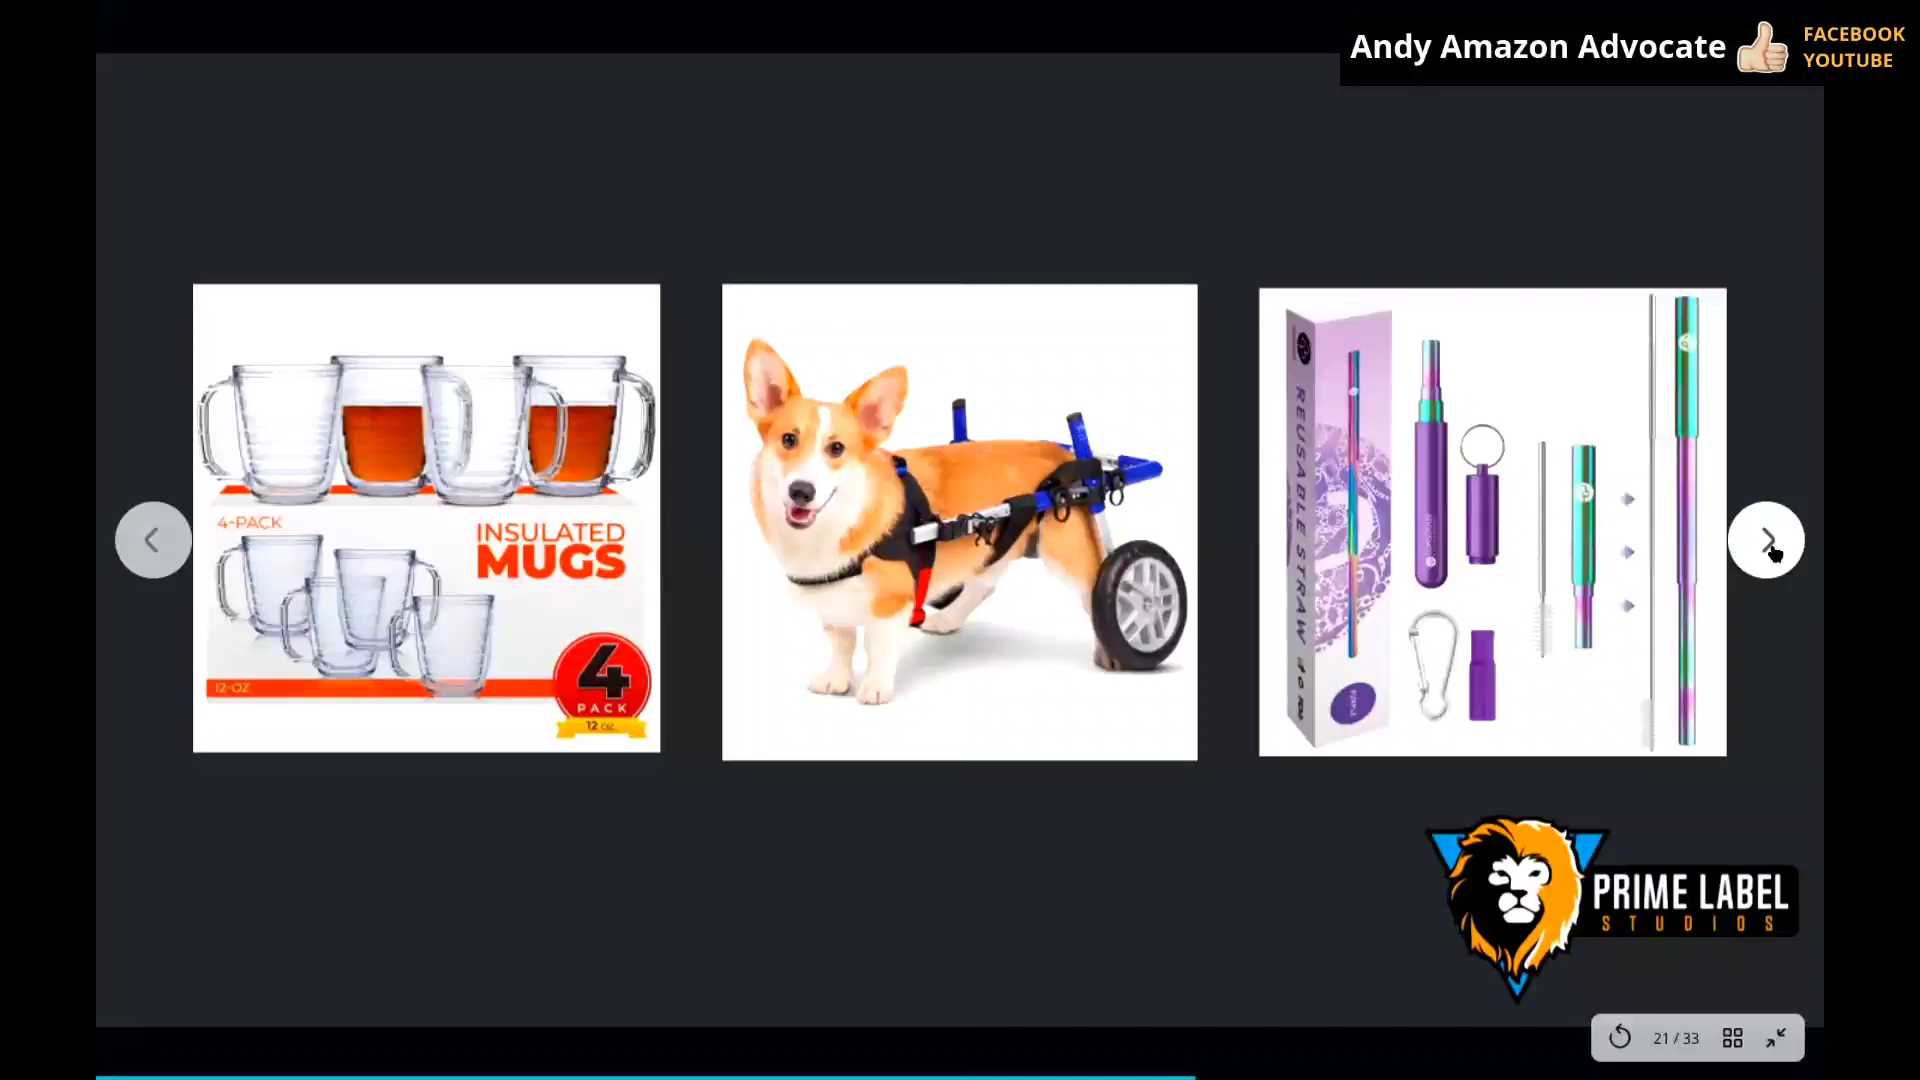 Andy Amazon Advocate
FACEBOOK
YOUTUBE
4-PACK
INSULATED
MUGS
12-OZ
4
PACK
12 oz.
REUSABLE STRAW
PURPLE
PRIME LABEL
STUDIOS
21 / 33